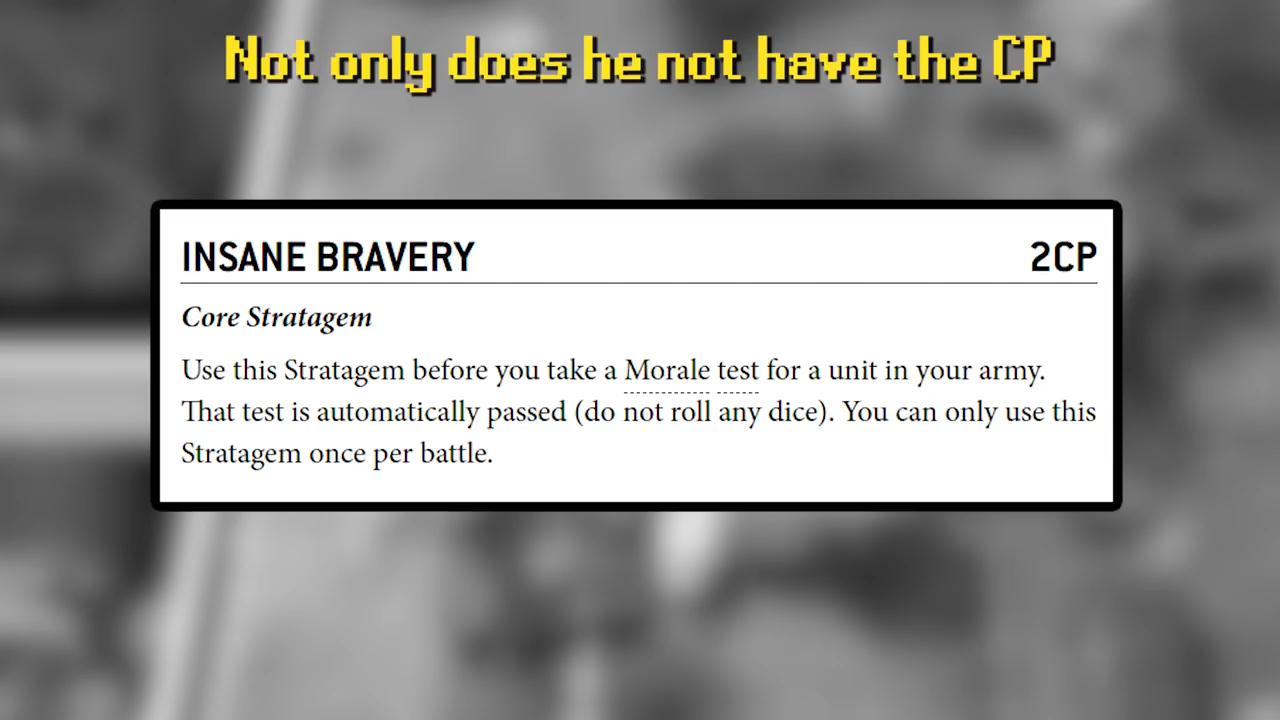 Not only does he not have the CP
INSANE BRAVERY 2CP
Core Stratagem
Use this Stratagem before you take a Morale test for a unit in your army.
That test is automatically passed (do not roll any dice). You can only use this
Stratagem once per battle.